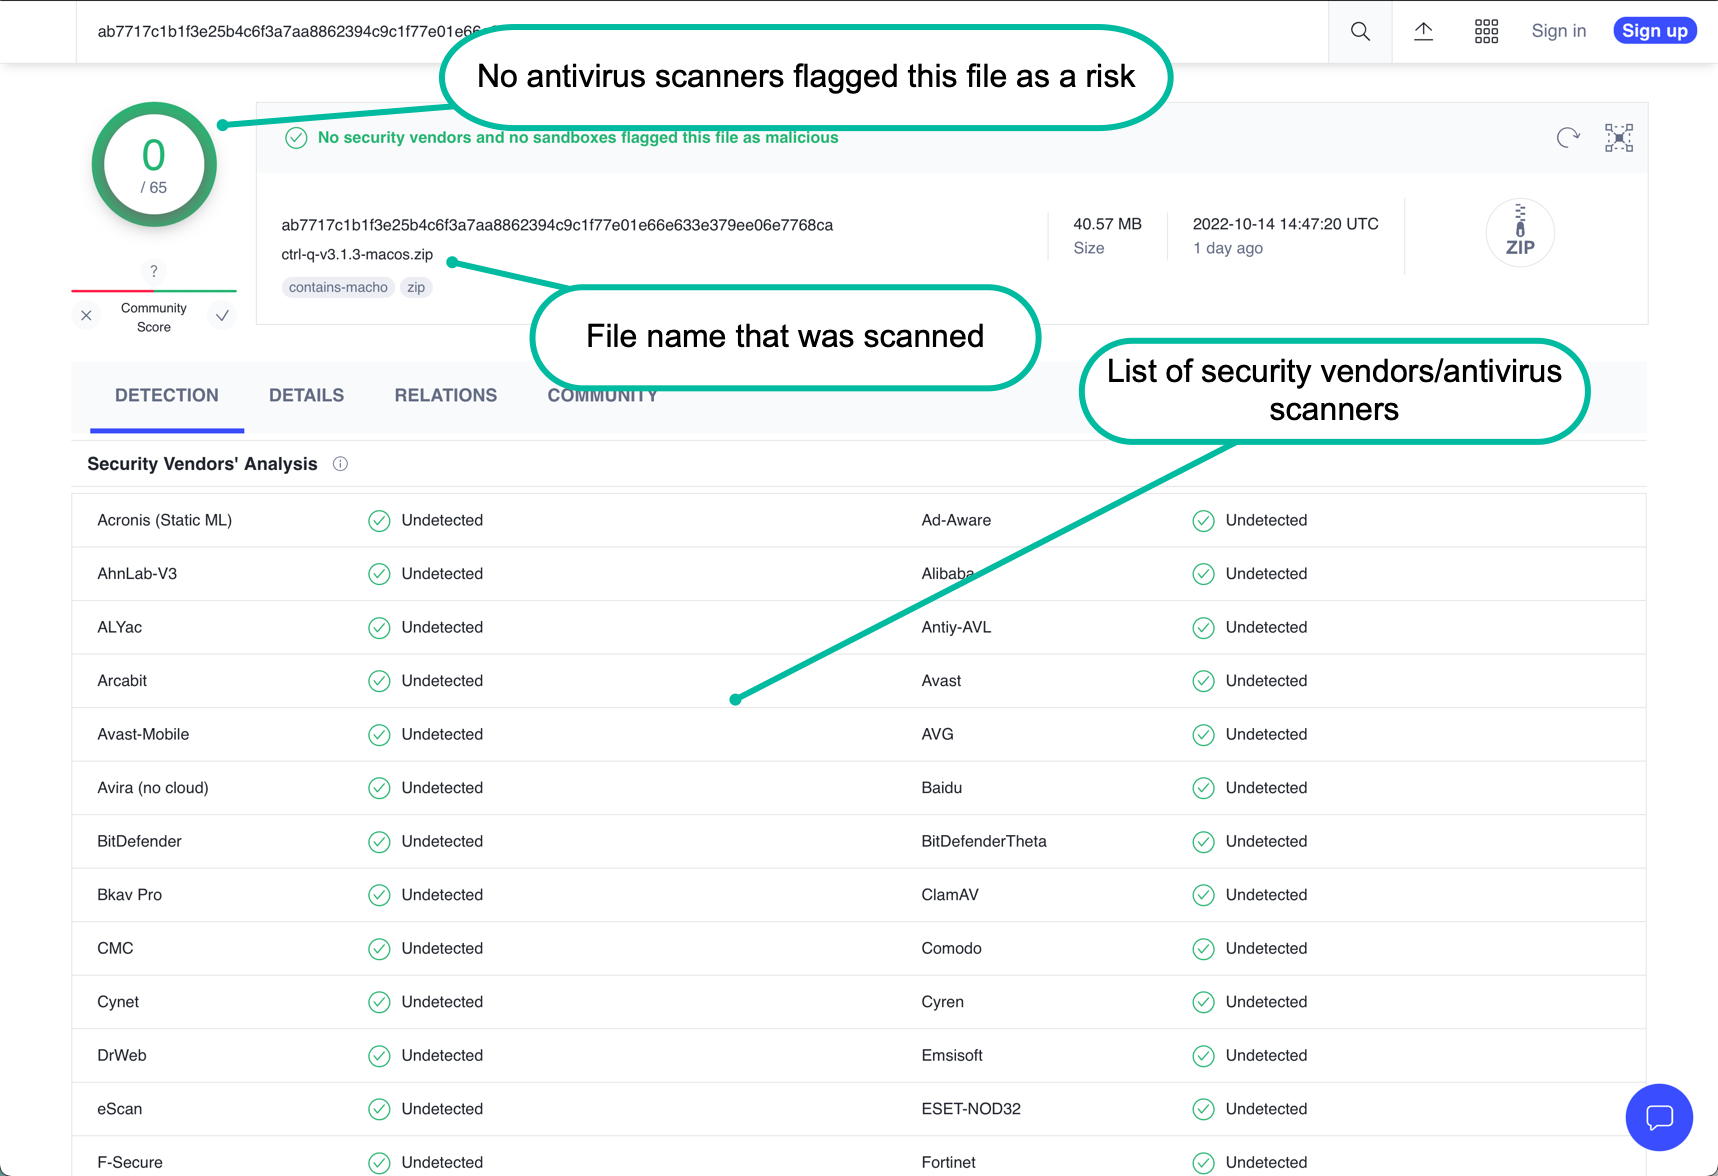 ab7717c1b1f3e25b4c6f3a7aa8862394c9c1f77e01e66
Sign in
Sign up
No antivirus scanners flagged this file as a risk
0
/ 65
No security vendors and no sandboxes flagged this file as malicious
ab7717c1b1f3e25b4c6f3a7aa8862394c9c1f77e01e66e633e379ee06e7768ca
40.57 MB
2022-10-14 14:47:20 UTC
ctrl-q-v3.1.3-macos.zip
Size
1 day ago
ZIP
?
contains-macho
zip
Community
Score
File name that was scanned
List of security vendors/antivirus
scanners
DETECTION
DETAILS
RELATIONS
COMMUNITY
Security Vendors' Analysis
Acronis (Static ML) Undetected Ad-Aware Undetected
AhnLab-V3 Undetected Alibaba Undetected
ALYac Undetected Antiy-AVL Undetected
Arcabit Undetected Avast Undetected
Avast-Mobile Undetected AVG Undetected
Avira (no cloud) Undetected Baidu Undetected
BitDefender Undetected BitDefenderTheta Undetected
Bkav Pro Undetected ClamAV Undetected
CMC Undetected Comodo Undetected
Cynet Undetected Cyren Undetected
DrWeb Undetected Emsisoft Undetected
eScan Undetected ESET-NOD32 Undetected
F-Secure Undetected Fortinet Undetected